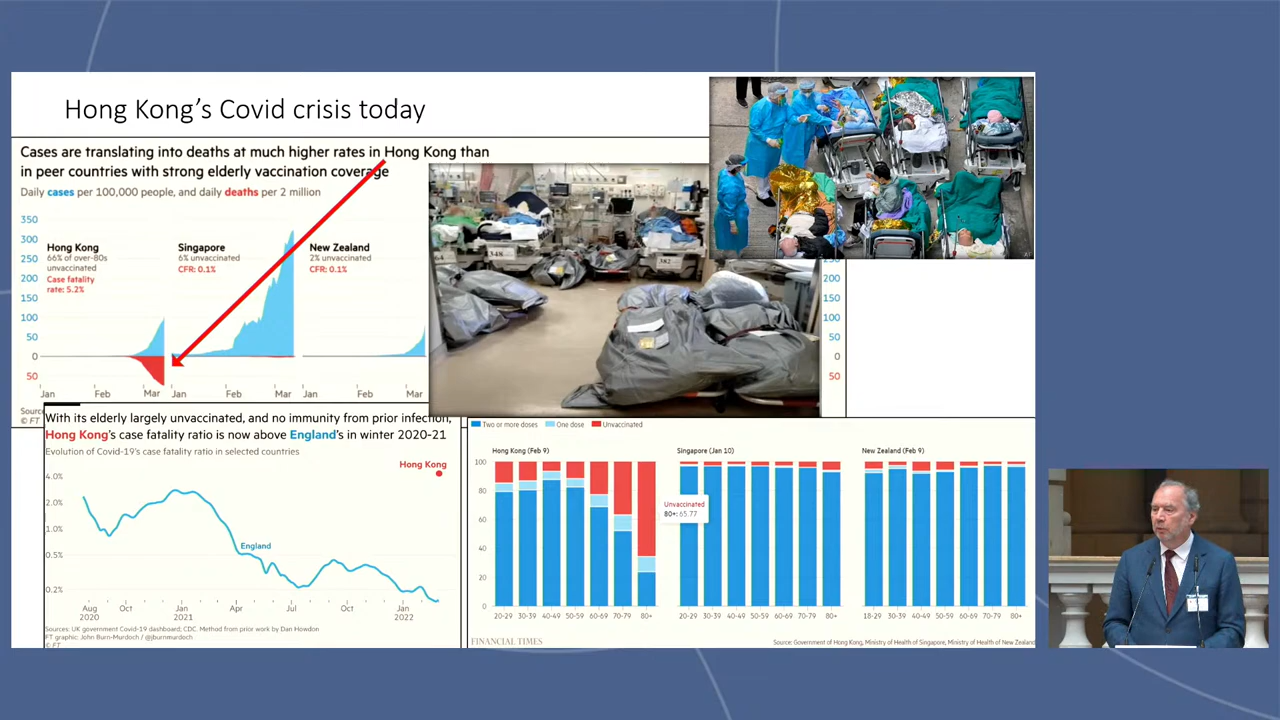 Hong Kong's Covid crisis today
Cases are translating into deaths at much higher rates in Hong Kong than
in peer countries with strong elderly vaccination coverage
Daily cases per 100,000 people, and daily deaths per 2 million
350
300
250
200
150
100
50
0
50
Hong Kong
66% of over-80s
unvaccinated
Case fatality
rate: 5.2%
Singapore
6% unvaccinated
CFR: 0.1%
New Zealand
2% unvaccinated
CFR: 0.1%
Jan Feb Mar Jan Feb Mar Jan Feb Mar
© FT
348
382
250
200
150
100
50
0
50
With its elderly largely unvaccinated, and no immunity from prior infection,
Hong Kong's case fatality ratio is now above England's in winter 2020-21
Evolution of Covid-19's case fatality ratio in selected countries
Hong Kong
4.0%
2.0%
1.0%
0.5%
0.2%
England
Aug Oct Jan Apr Jul Oct Jan
2020 2021 2022
Sources: UK government Covid-19 dashboard, CDC. Method from prior work by Dan Howdon
FT graphic: John Burn-Murdoch / @jburnmurdoch
© FT
Two or more doses One dose Unvaccinated
Hong Kong (Feb 9) Singapore (Jan 10) New Zealand (Feb 9)
100
80
60
40
20
0
Unvaccinated
80+: 65.77
20-29 30-39 40-49 50-59 60-69 70-79 80+
20-29 30-39 40-49 50-59 60-69 70-79 80+
18-29 30-39 40-49 50-59 60-69 70-79 80+
FINANCIAL TIMES
Source: Government of Hong Kong, Ministry of Health of Singapore, Ministry of Health of New Zealand